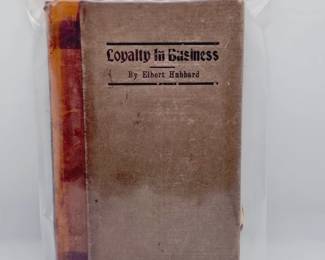 Loyalty In Business
By Elbert Hubbard